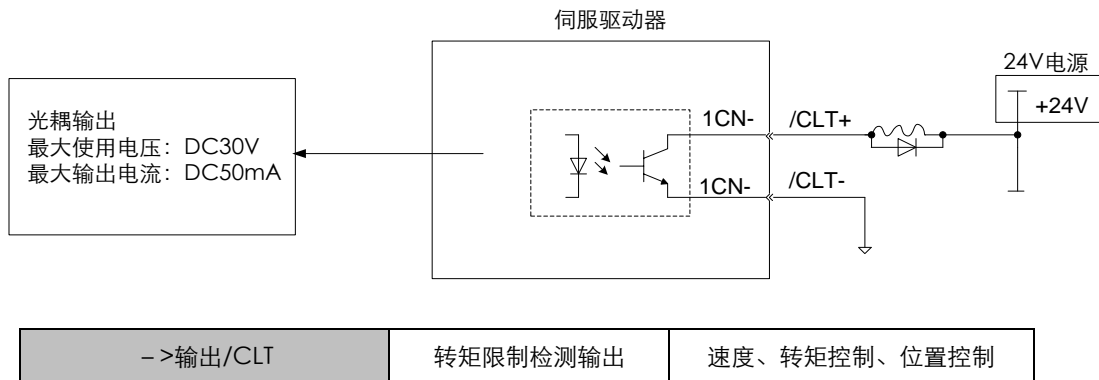 伺服驱动器
24V电源
+24V
光耦输出
最大使用电压：DC30V
最大输出电流：DC50mA
1CN-
/CLT+
1CN-
/CLT-
–>输出/CLT
转矩限制检测输出
速度、转矩控制、位置控制